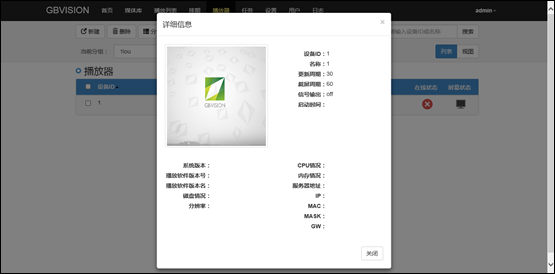 GBVISION 首页 媒体库 播放列表 排期 播放器 任务 设置 用户 日志 admin
新建 删除 搜索
当前分组： Tino 列表 视图
播放器
设备ID 在线状态 屏幕状态
1
详细信息 ×
GBVISION
设备ID：1
名称：1
更新周期：30
截屏周期：60
信号输出：off
启动时间：
系统版本：
播放软件版本号：
播放软件版本名：
磁盘情况：
分辨率：
CPU情况：
内存情况：
服务器地址：
IP：
MAC：
MASK：
GW：
关闭